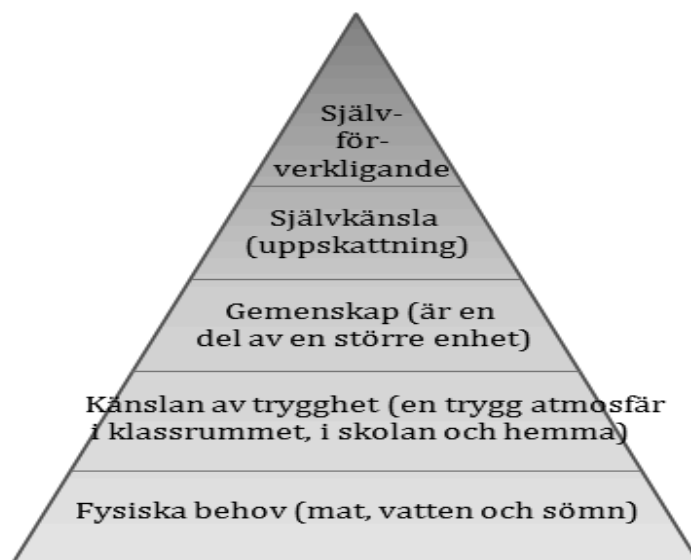 Själv-
för-
verkligande
Självkänsla
(uppskattning)
Gemenskap (är en
del av en större enhet)
Känslan av trygghet (en trygg atmosfär
i klassrummet, i skolan och hemma)
Fysiska behov (mat, vatten och sömn)